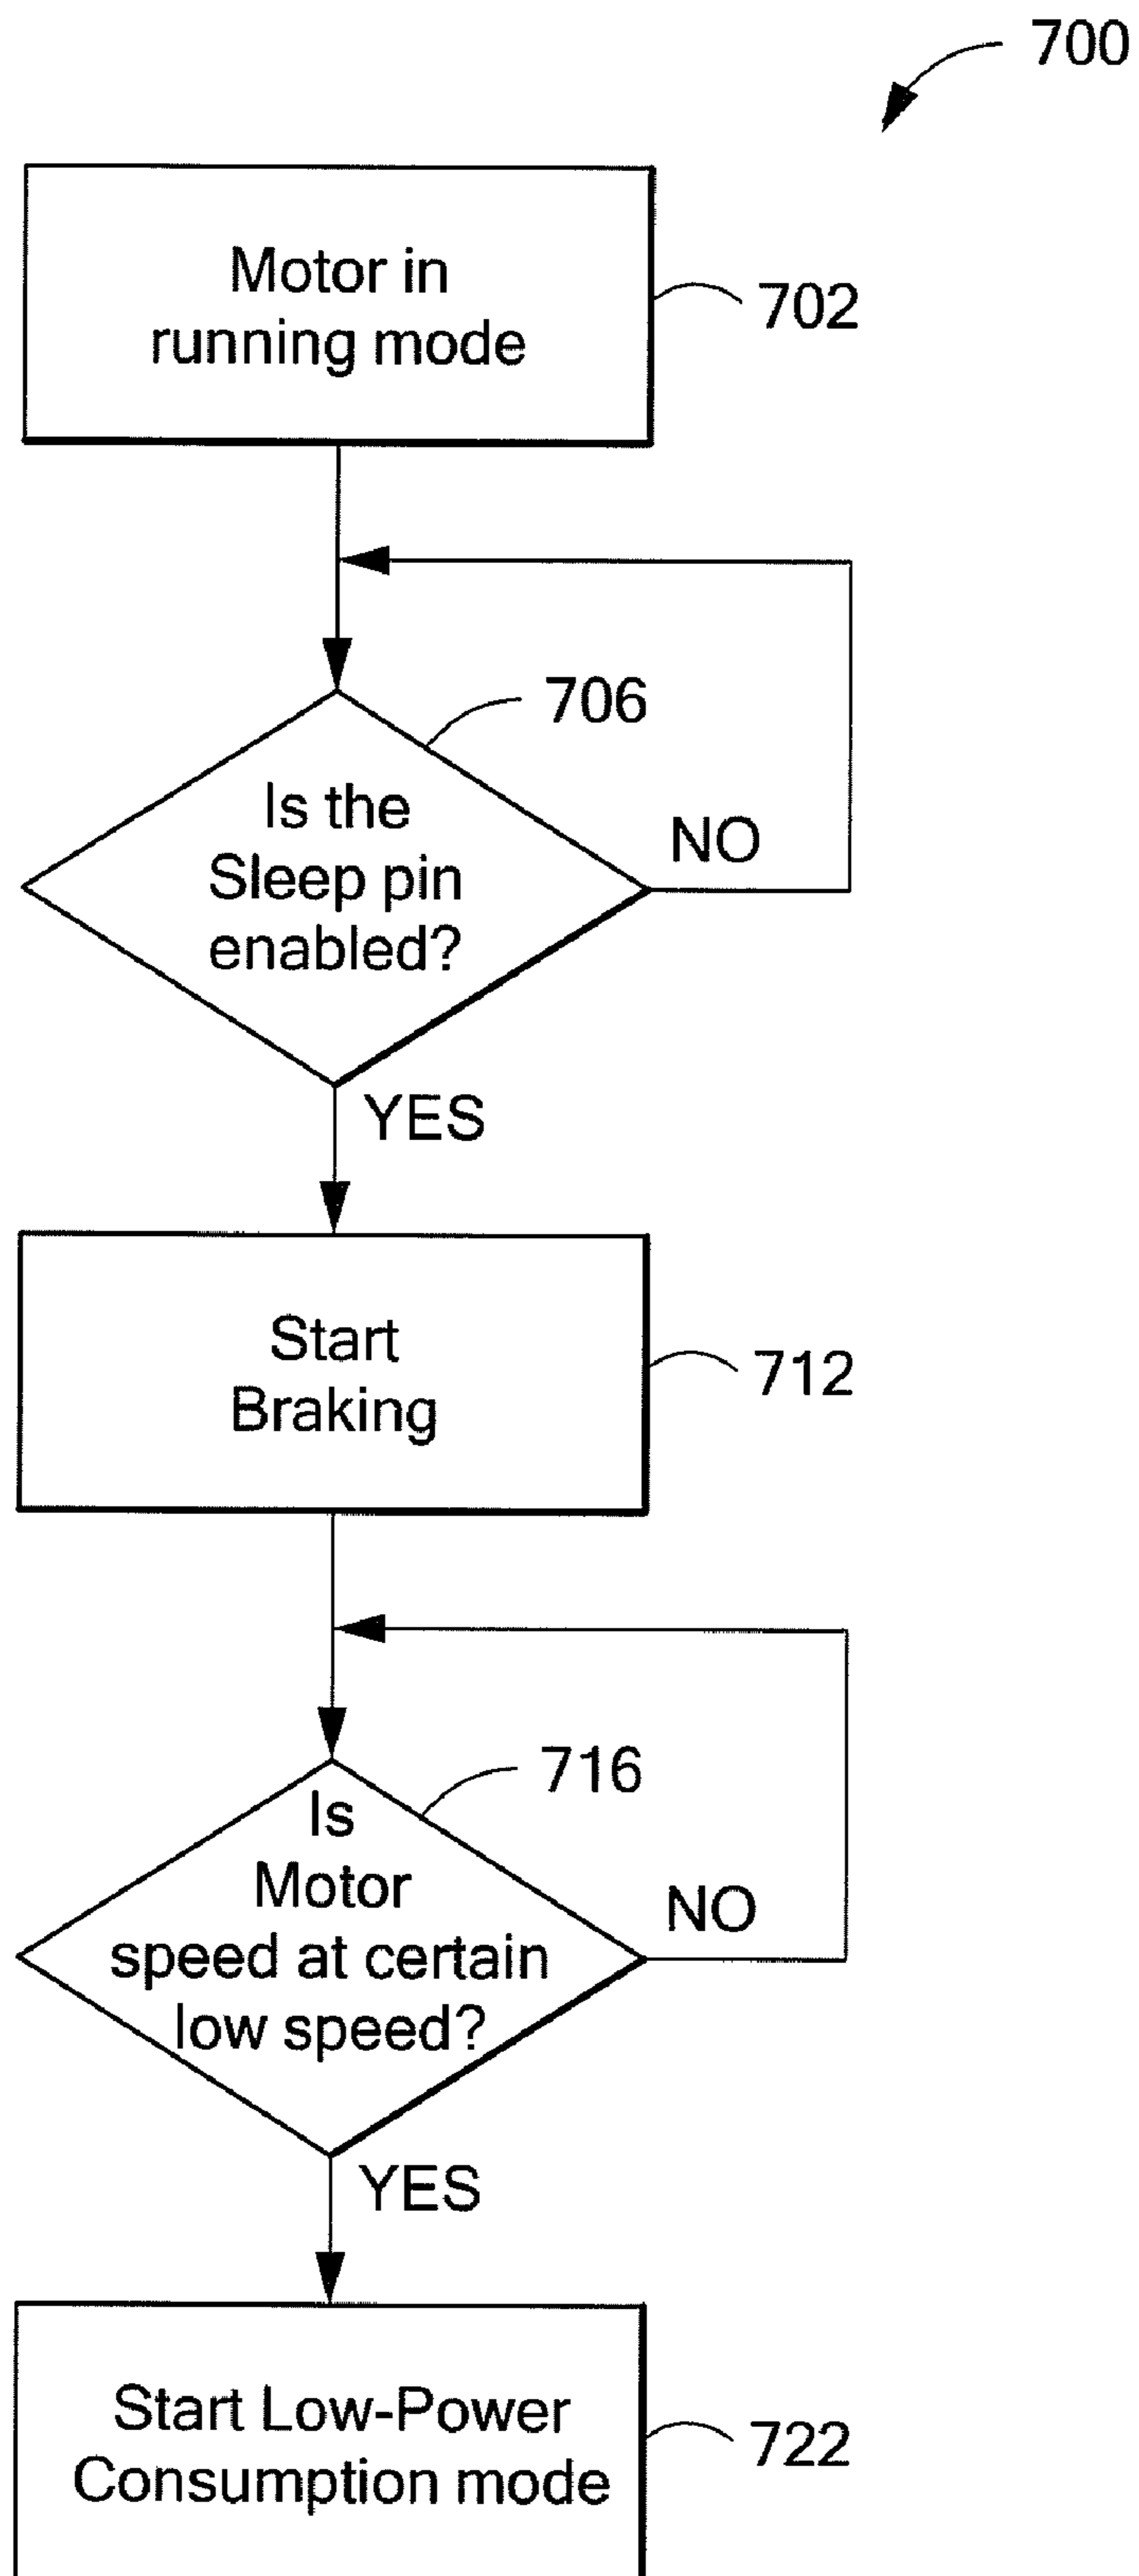 700
Motor in
running mode
702
706
Is the
Sleep pin
enabled?
NO
YES
Start
Braking
712
716
Is
Motor
speed at certain
low speed?
NO
YES
Start Low-Power
Consumption mode
722